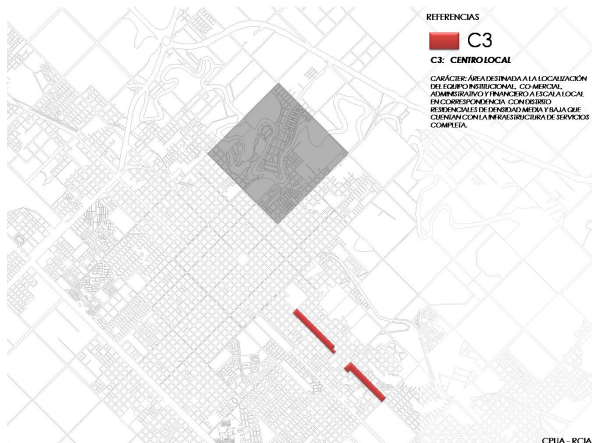 REFERENCIAS
C3
C3: CENTRO LOCAL
CARÁCTER: ÁREA DESTINADA A LA LOCALIZACIÓN
DEL EQUIPO INSTITUCIONAL, CO-MERCIAL,
ADMINISTRATIVO Y FINANCIERO A ESCALA LOCAL
EN CORRESPONDENCIA CON DISTRITO
RESIDENCIALES DE DENSIDAD MEDIA Y BAJA QUE
CUENTAN CON LA INFRAESTRUCTURA DE SERVICIOS
COMPLETA.
CPUA - RCIA